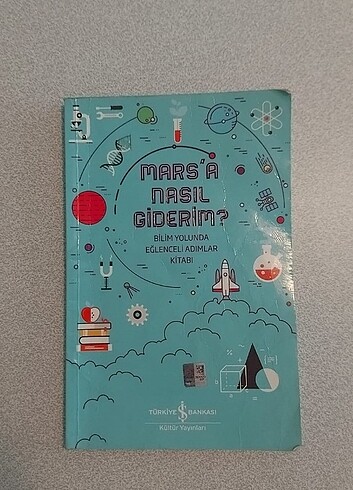 MARS'A
NASIL
GİDERİM?
BİLİM YOLUNDA
EĞLENCELİ ADIMLAR
KİTABI
TÜRKİYE İŞ BANKASI
Kültür Yayınları